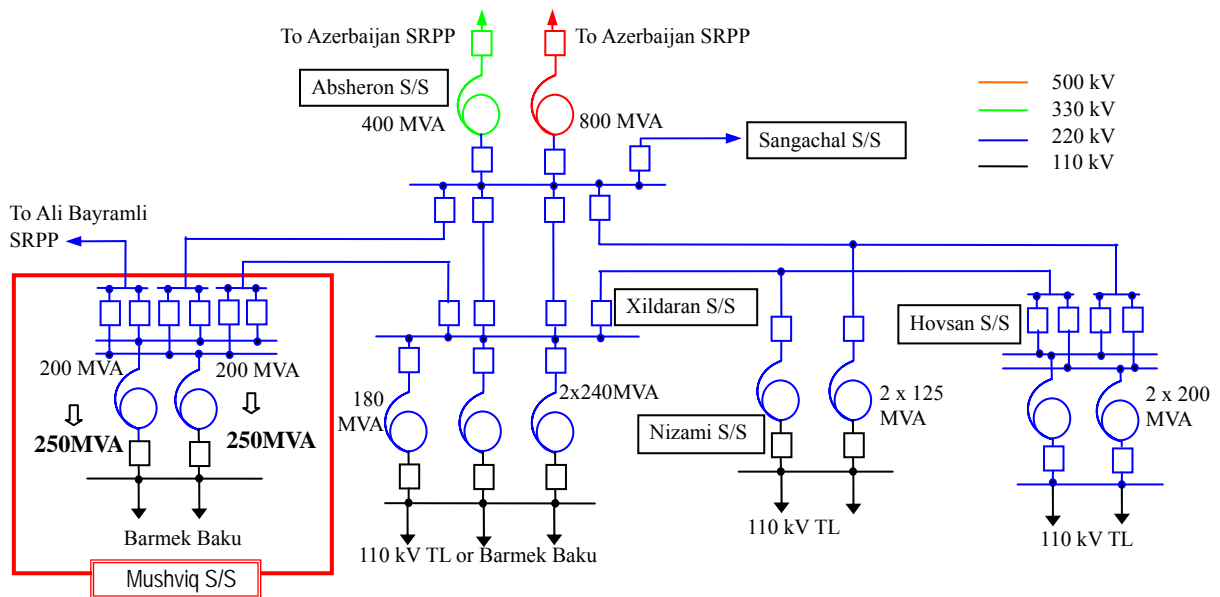 To Azerbaijan SRPP
To Azerbaijan SRPP
Absheron S/S
400 MVA
800 MVA
Sangachal S/S
500 kV
330 kV
220 kV
110 kV
To Ali Bayramli
SRPP
Xildaran S/S
Hovsan S/S
200 MVA
200 MVA
250MVA
250MVA
180
MVA
2x240MVA
2 x 125
MVA
2 x 200
MVA
Nizami S/S
Barmek Baku
110 kV TL or Barmek Baku
110 kV TL
110 kV TL
Mushviq S/S